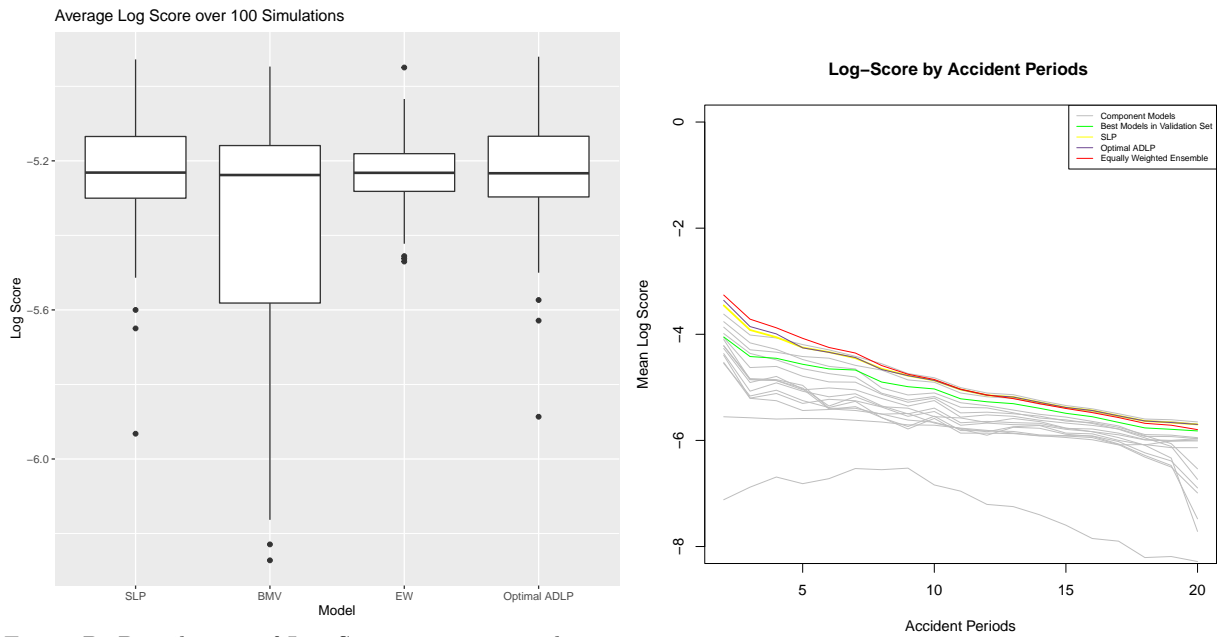 Average Log Score over 100 Simulations
Log Score
−5.2
−5.6
−6.0
SLP
BMV
EW
Optimal ADLP
Model
Log−Score by Accident Periods
Mean Log Score
0
−2
−4
−6
−8
Component Models
Best Models in Validation Set
SLP
Optimal ADLP
Equally Weighted Ensemble
5
10
15
20
Accident Periods